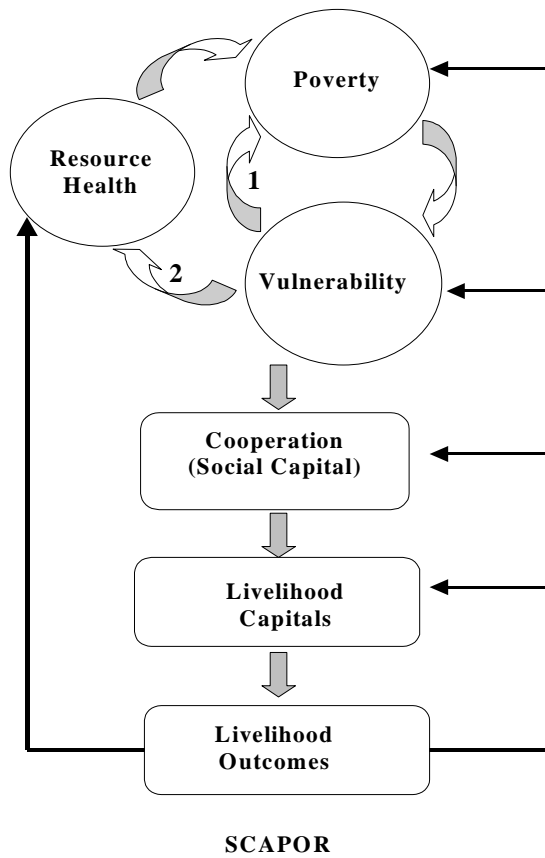 Poverty
Resource
Health
1
2
Vulnerability
Cooperation
(Social Capital)
Livelihood
Capitals
Livelihood
Outcomes
SCAPOR